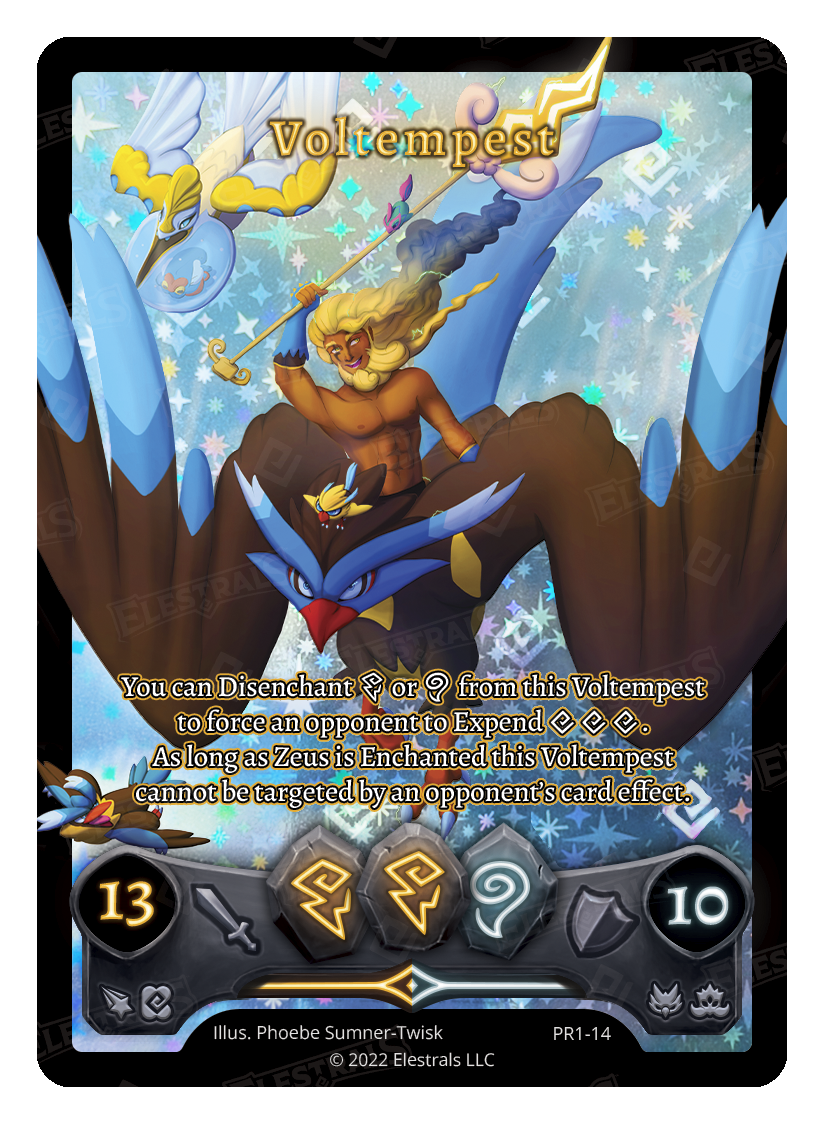 Voltempest
You can Disenchant or from this Voltempest
to force an opponent to Expend .
As long as Zeus is Enchanted this Voltempest
cannot be targeted by an opponent's card effect.
13
10
Illus. Phoebe Sumner-Twisk
PR1-14
© 2022 Elestrals LLC
ELESTRALS